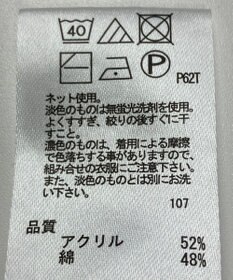 40
P
P62T
ネット使用。
淡色のものは無蛍光洗剤を使用。
よくすすぎ、絞りの後すぐに干
すこと。
濃色のものは、着用による摩擦
で色落ちする事がありますので、
組み合せの衣服にご注意下さい。
また、淡色のものとは別にお洗
い下さい。
107
品質
アクリル 52%
綿 48%